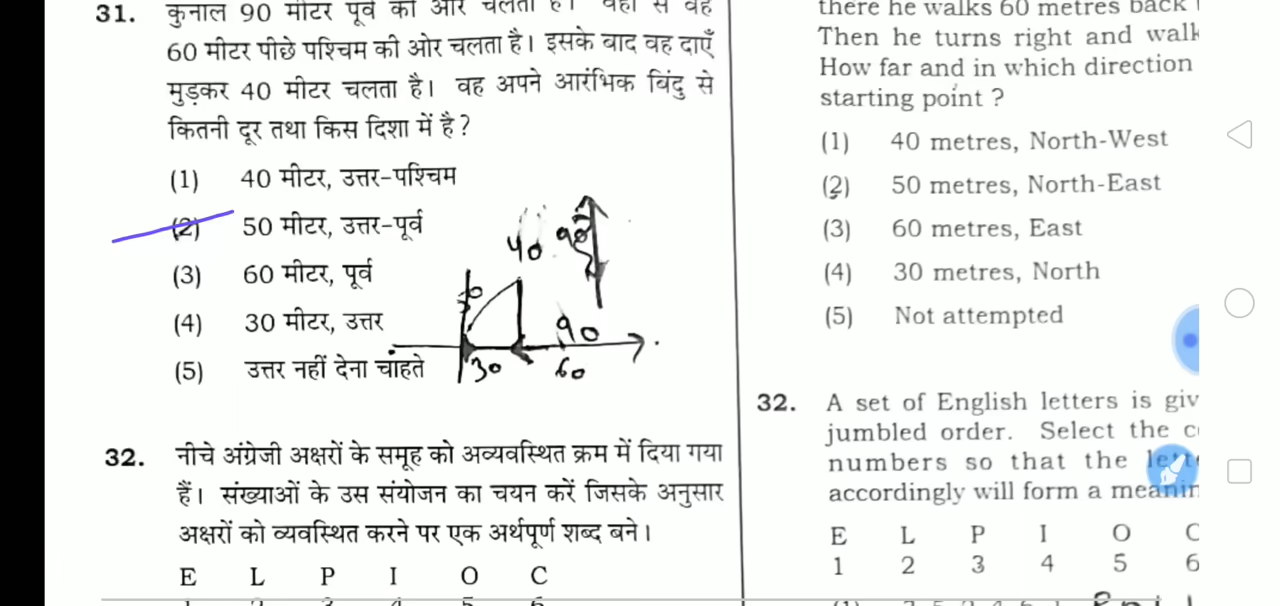 31. कुनाल 90 मीटर पूर्व की ओर चलता है। वहाँ से वह
60 मीटर पीछे पश्चिम की ओर चलता है। इसके बाद वह दाएँ
मुड़कर 40 मीटर चलता है। वह अपने आरंभिक बिंदु से
कितनी दूर तथा किस दिशा में है?
(1) 40 मीटर, उत्तर-पश्चिम
(2) 50 मीटर, उत्तर-पूर्व
(3) 60 मीटर, पूर्व
(4) 30 मीटर, उत्तर
(5) उत्तर नहीं देना चाहते
40
90
30
60
32. नीचे अंग्रेजी अक्षरों के समूह को अव्यवस्थित क्रम में दिया गया
हैं। संख्याओं के उस संयोजन का चयन करें जिसके अनुसार
अक्षरों को व्यवस्थित करने पर एक अर्थपूर्ण शब्द बने।
E L P I O C
there he walks 60 metres back
Then he turns right and walk
How far and in which direction
starting point ?
(1) 40 metres, North-West
(2) 50 metres, North-East
(3) 60 metres, East
(4) 30 metres, North
(5) Not attempted
32. A set of English letters is giv
jumbled order. Select the c
numbers so that the lett
accordingly will form a meanin
E L P I O C
1 2 3 4 5 6